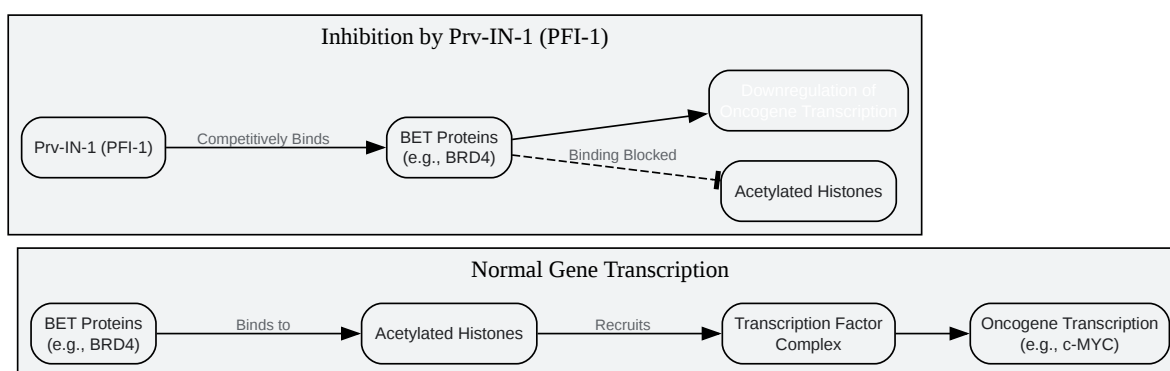 Inhibition by Prv-IN-1 (PFI-1)
Downregulation of
Oncogene Transcription
Prv-IN-1 (PFI-1)
Competitively Binds
BET Proteins
(e.g., BRD4)
Binding Blocked
Acetylated Histones
Normal Gene Transcription
BET Proteins
(e.g., BRD4)
Binds to
Acetylated Histones
Recruits
Transcription Factor
Complex
Oncogene Transcription
(e.g., c-MYC)